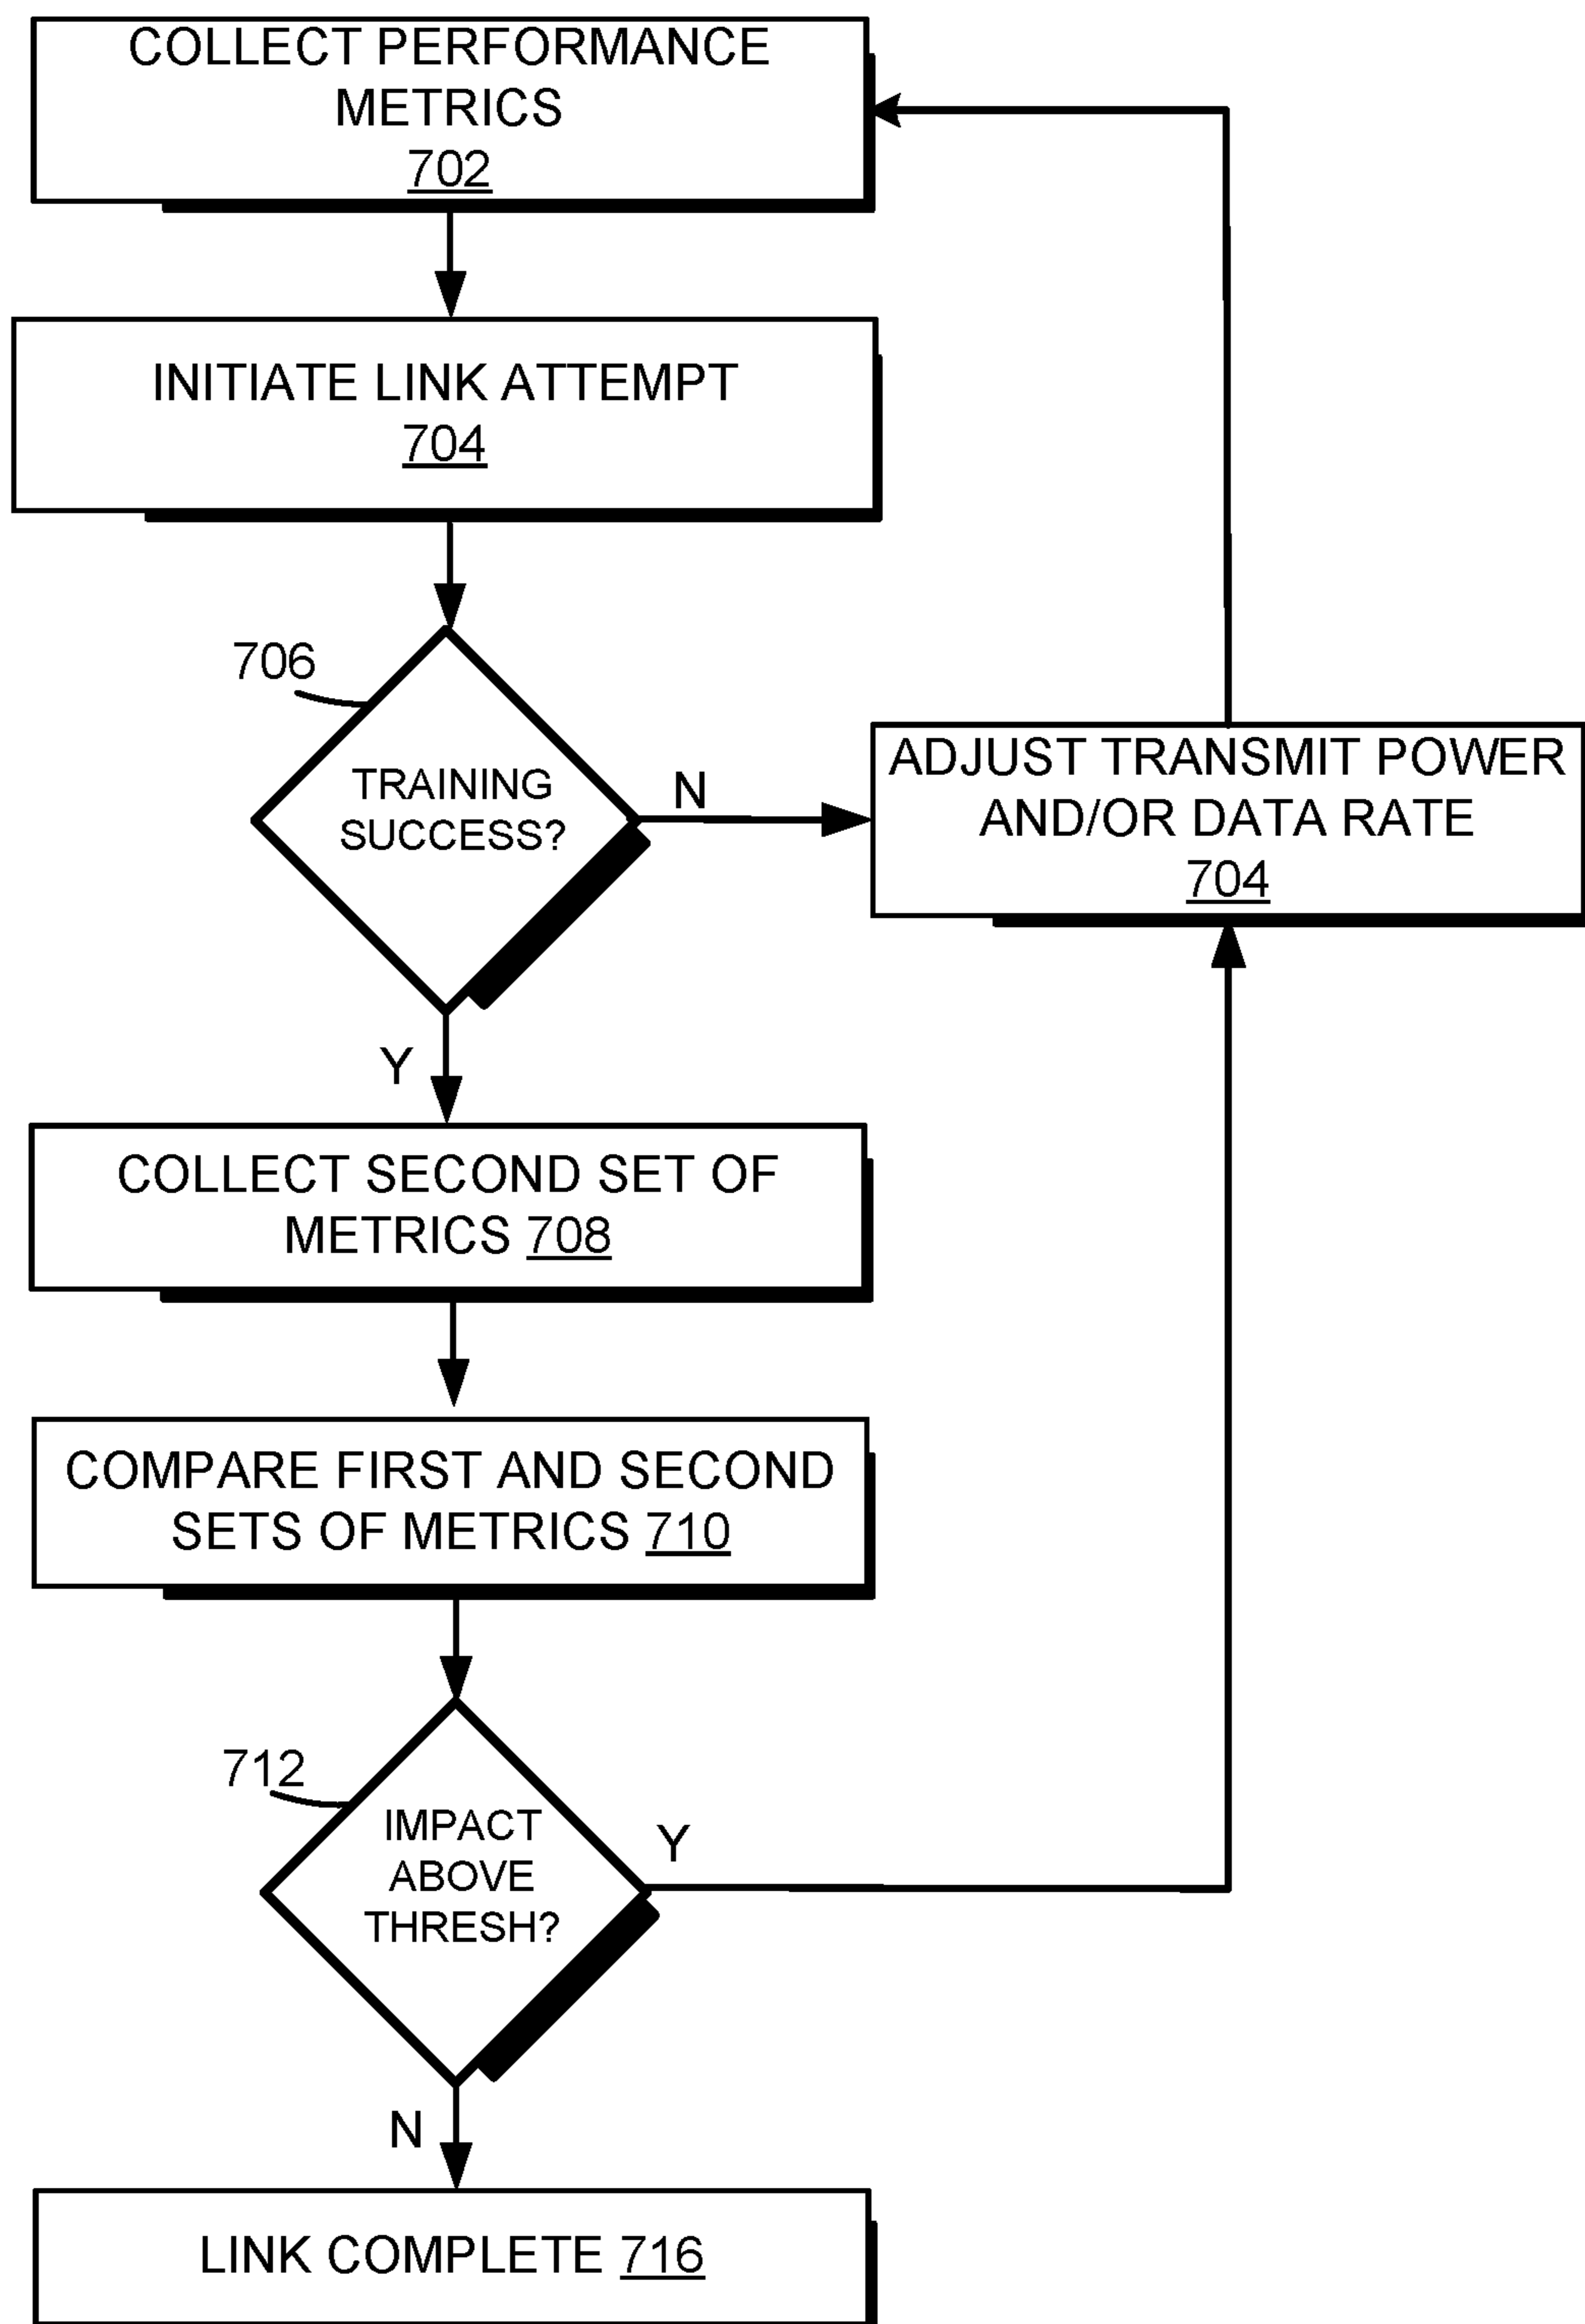 COLLECT PERFORMANCE
METRICS
702
INITIATE LINK ATTEMPT
704
706
TRAINING
SUCCESS?
N
Y
ADJUST TRANSMIT POWER
AND/OR DATA RATE
704
COLLECT SECOND SET OF
METRICS 708
COMPARE FIRST AND SECOND
SETS OF METRICS 710
712
IMPACT
ABOVE
THRESH?
Y
N
LINK COMPLETE 716